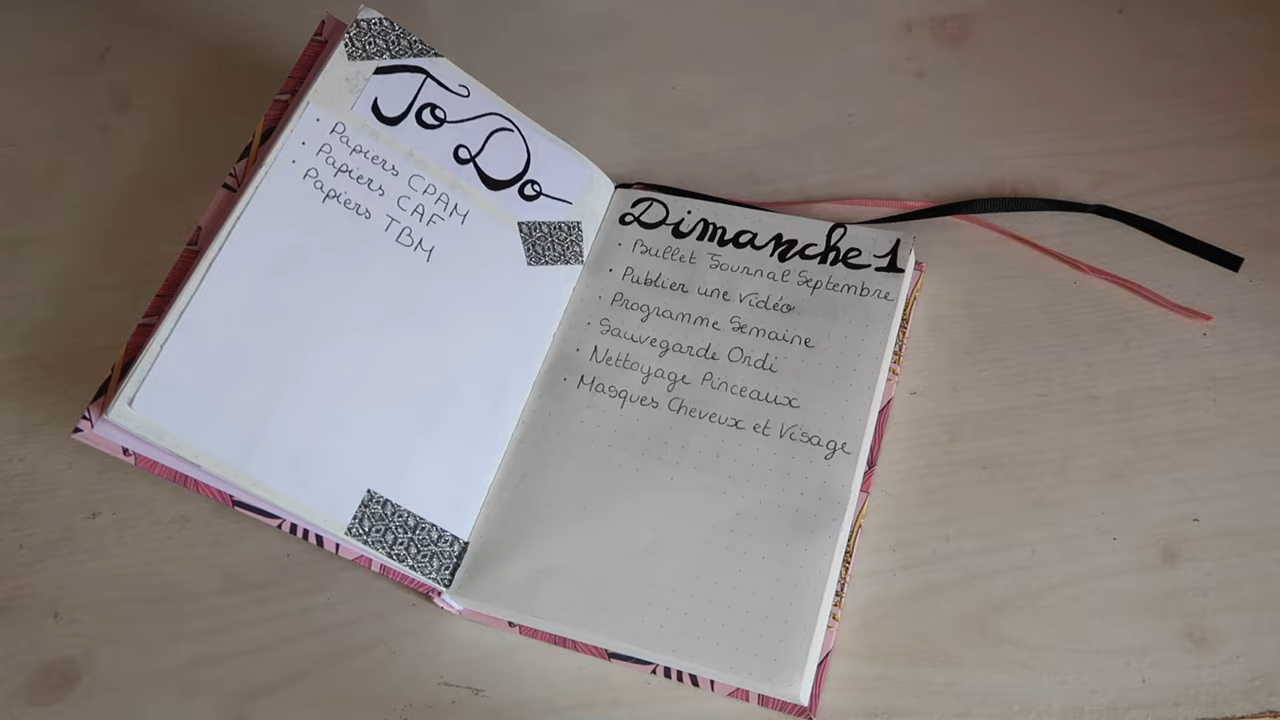 To Do
· Papiers CPAM
· Papiers CAF
· Papiers TBM
Dimanche 1
· Bullet Journal Septembre
· Publier une Vidéo
· Programme Semaine
· Sauvegarde Ordi
· Nettoyage Pinceaux
· Masques Cheveux et Visage